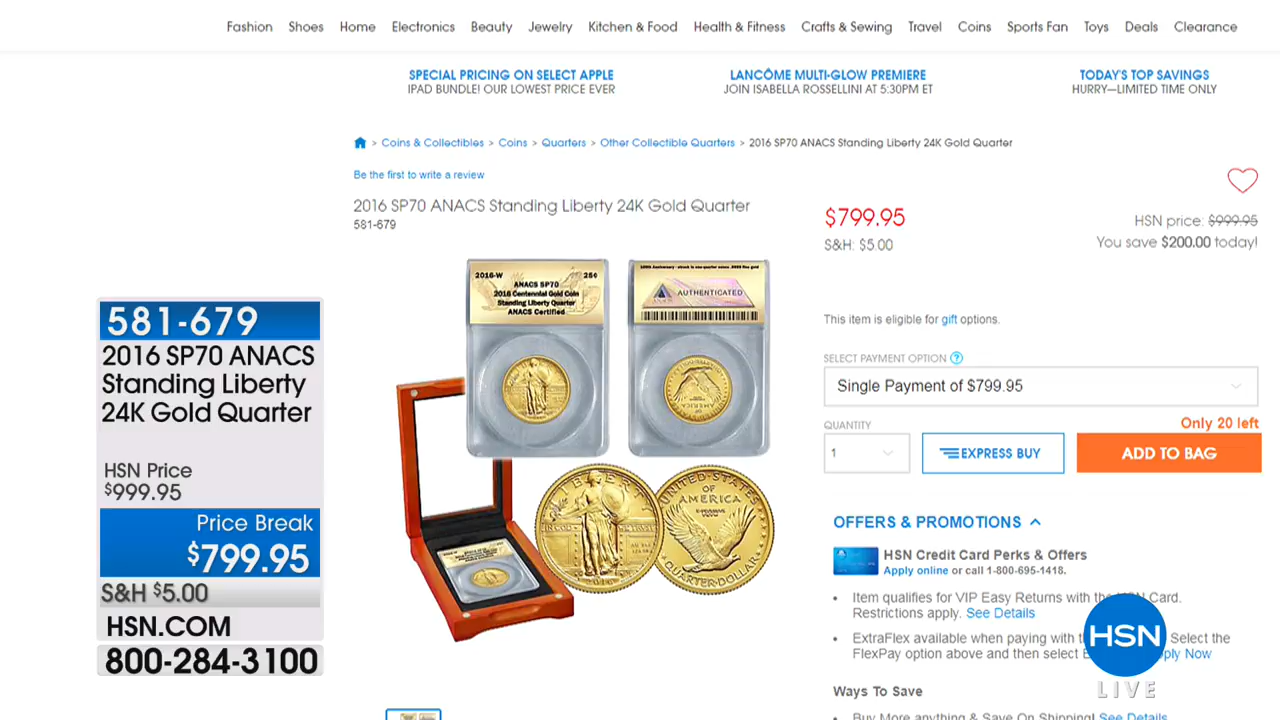 Fashion Shoes Home Electronics Beauty Jewelry Kitchen & Food Health & Fitness Crafts & Sewing Travel Coins Sports Fan Toys Deals Clearance
SPECIAL PRICING ON SELECT APPLE
IPAD BUNDLE! OUR LOWEST PRICE EVER
LANCÔME MULTI-GLOW PREMIERE
JOIN ISABELLA ROSSELLINI AT 5:30PM ET
TODAY'S TOP SAVINGS
HURRY—LIMITED TIME ONLY
> Coins & Collectibles > Coins > Quarters > Other Collectible Quarters > 2016 SP70 ANACS Standing Liberty 24K Gold Quarter
Be the first to write a review
2016 SP70 ANACS Standing Liberty 24K Gold Quarter
581-679
2016-W 25¢
ANACS SP70
2016 Centennial Gold Coin
Standing Liberty Quarter
ANACS Certified
AUTHENTICATED
LIBERTY
2016
UNITED STATES
OF
AMERICA
QUARTER-DOLLAR
$799.95
S&H: $5.00
HSN price: $999.95
You save $200.00 today!
This item is eligible for gift options.
SELECT PAYMENT OPTION ?
Single Payment of $799.95
QUANTITY
1
EXPRESS BUY
Only 20 left
ADD TO BAG
OFFERS & PROMOTIONS
HSN Credit Card Perks & Offers
Apply online or call 1-800-695-1418.
• Item qualifies for VIP Easy Returns with the HSN Card.
Restrictions apply. See Details
• ExtraFlex available when paying with Select the
FlexPay option above and then select Now
Ways To Save
• Buy More anything & Save On Shipping! See Details
581-679
2016 SP70 ANACS
Standing Liberty
24K Gold Quarter
HSN Price
$999.95
Price Break
$799.95
S&H $5.00
HSN.COM
800-284-3100
HSN
LIVE